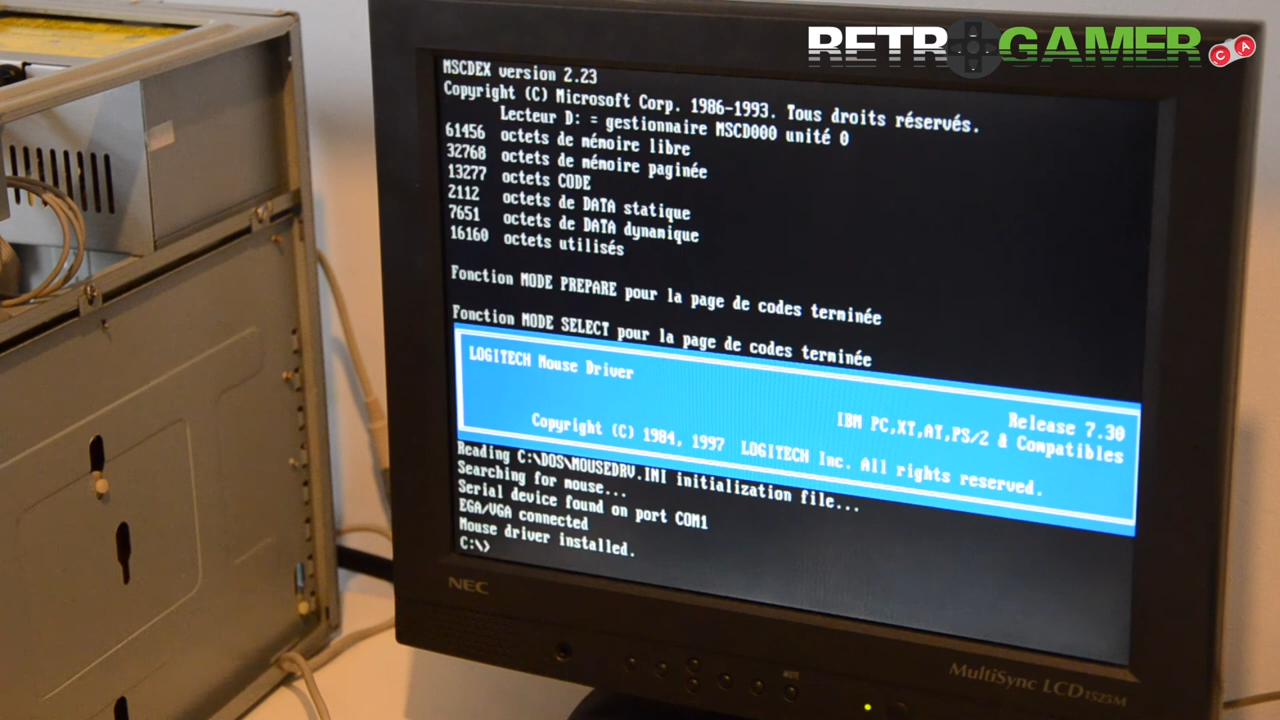 RETROGAMER CA
MSCDEX version 2.23
Copyright (C) Microsoft Corp. 1986-1993. Tous droits réservés.
Lecteur D: = gestionnaire MSCD000 unité 0
61456 octets de mémoire libre
32768 octets de mémoire paginée
13277 octets CODE
2112 octets de DATA statique
7651 octets de DATA dynamique
16160 octets utilisés
Fonction MODE PREPARE pour la page de codes terminée
Fonction MODE SELECT pour la page de codes terminée
LOGITECH Mouse Driver
Release 7.30
IBM PC,XT,AT,PS/2 & Compatibles
Copyright (C) 1984, 1997 LOGITECH Inc. All rights reserved.
Reading C:\DOS\MOUSEDRV.INI initialization file...
Searching for mouse...
Serial device found on port COM1
EGA/VGA connected
Mouse driver installed.
C:\>
NEC
MUTE
MultiSync LCD 1525M